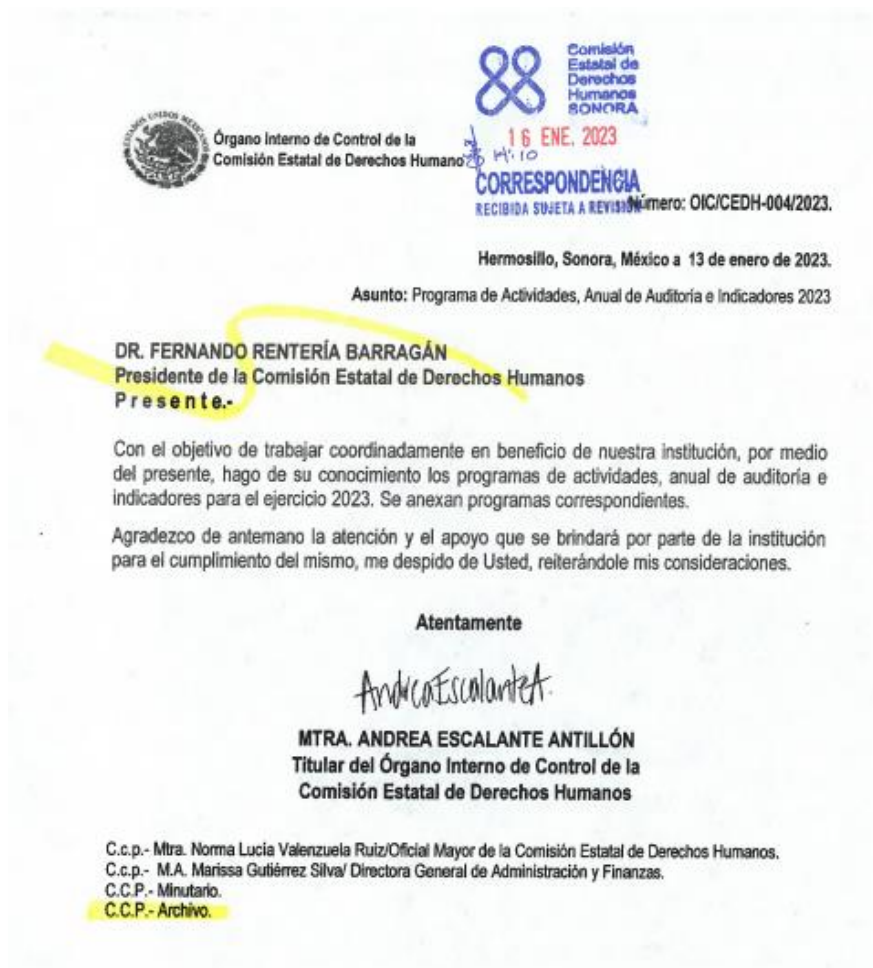 Comisión
Estatal de
Derechos
Humanos
SONORA
16 ENE. 2023
14:10
CORRESPONDENCIA
RECIBIDA SUJETA A REVISIÓN
Órgano Interno de Control de la
Comisión Estatal de Derechos Humano
Número: OIC/CEDH-004/2023.
Hermosillo, Sonora, México a 13 de enero de 2023.
Asunto: Programa de Actividades, Anual de Auditoría e Indicadores 2023
DR. FERNANDO RENTERÍA BARRAGÁN
Presidente de la Comisión Estatal de Derechos Humanos
P r e s e n t e.-
Con el objetivo de trabajar coordinadamente en beneficio de nuestra institución, por medio
del presente, hago de su conocimiento los programas de actividades, anual de auditoría e
indicadores para el ejercicio 2023. Se anexan programas correspondientes.
Agradezco de antemano la atención y el apoyo que se brindará por parte de la institución
para el cumplimiento del mismo, me despido de Usted, reiterándole mis consideraciones.
Atentamente
Andrea Escalante A.
MTRA. ANDREA ESCALANTE ANTILLÓN
Titular del Órgano Interno de Control de la
Comisión Estatal de Derechos Humanos
C.c.p.- Mtra. Norma Lucia Valenzuela Ruiz/Oficial Mayor de la Comisión Estatal de Derechos Humanos.
C.c.p.- M.A. Marissa Gutiérrez Silva/ Directora General de Administración y Finanzas.
C.C.P.- Minutario.
C.C.P.- Archivo.